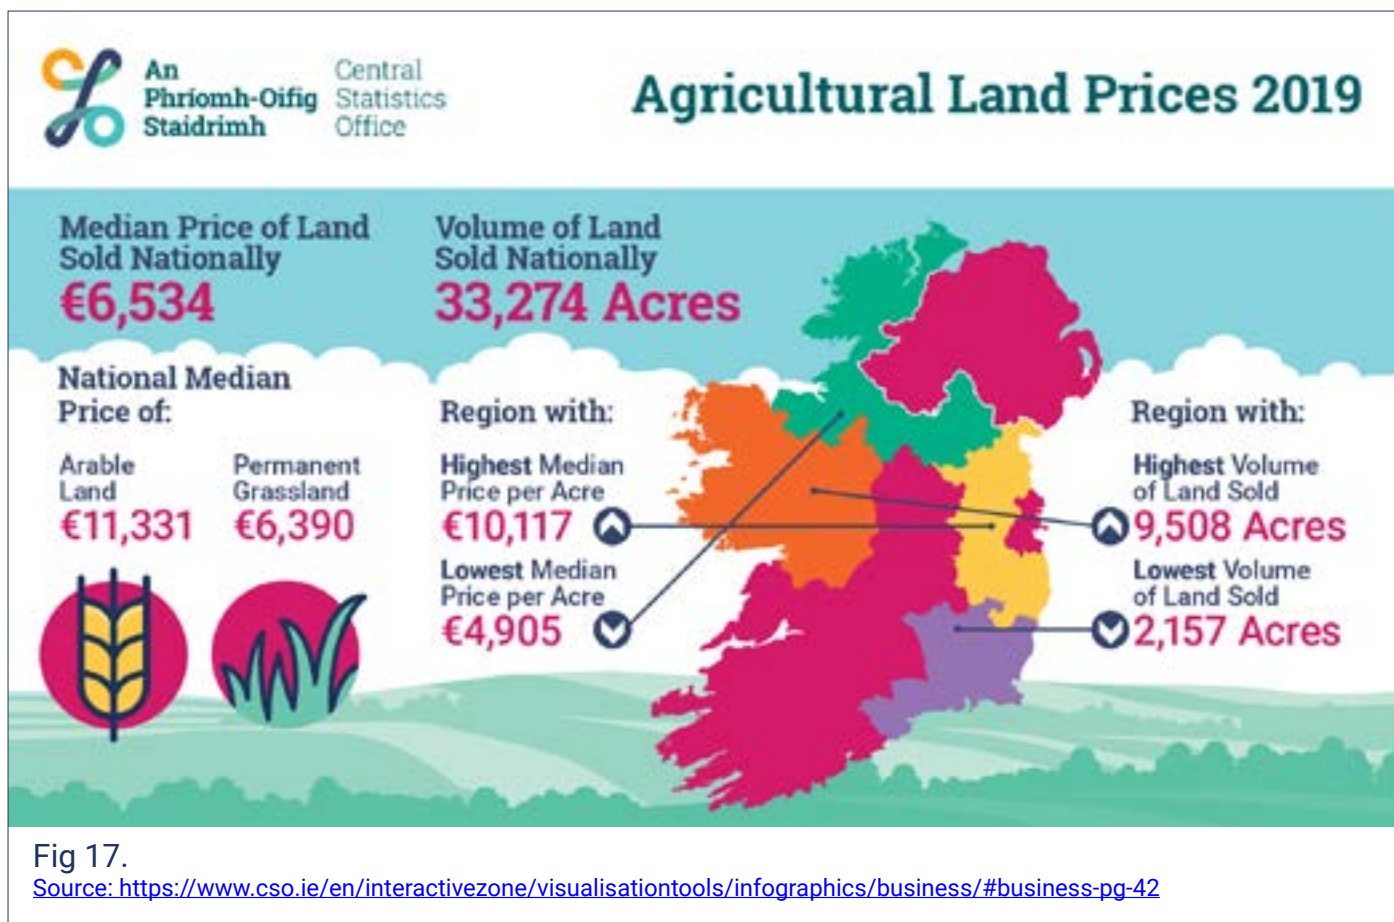 An
Phríomh-Oifig
Staidrimh
Central
Statistics
Office
Agricultural Land Prices 2019
Median Price of Land
Sold Nationally
€6,534
Volume of Land
Sold Nationally
33,274 Acres
National Median
Price of:
Arable
Land
€11,331
Permanent
Grassland
€6,390
Region with:
Highest Median
Price per Acre
€10,117
Lowest Median
Price per Acre
€4,905
Region with:
Highest Volume
of Land Sold
9,508 Acres
Lowest Volume
of Land Sold
2,157 Acres
Fig 17.
Source: https://www.cso.ie/en/interactivezone/visualisationtools/infographics/business/#business-pg-42